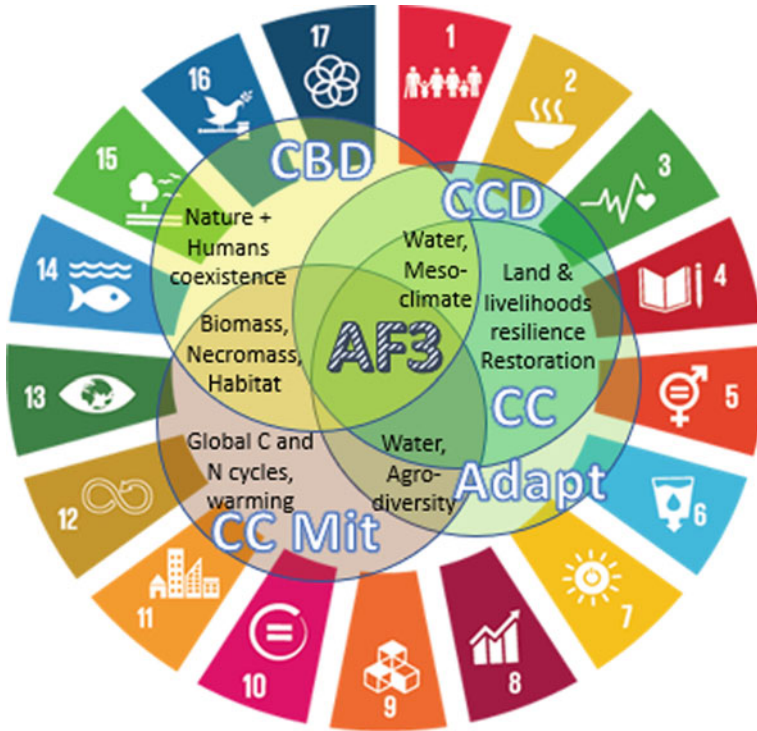 17
1
16
2
CBD
15
3
CCD
Nature +
Humans
coexistence
Water,
Meso-
climate
14
4
Land &
livelihoods
resilience
Restoration
Biomass,
Necromass,
Habitat
AF3
13
5
CC
Global C and
N cycles,
warming
Water,
Agro-
diversity
Adapt
12
6
CC Mit
11
7
10
8
9